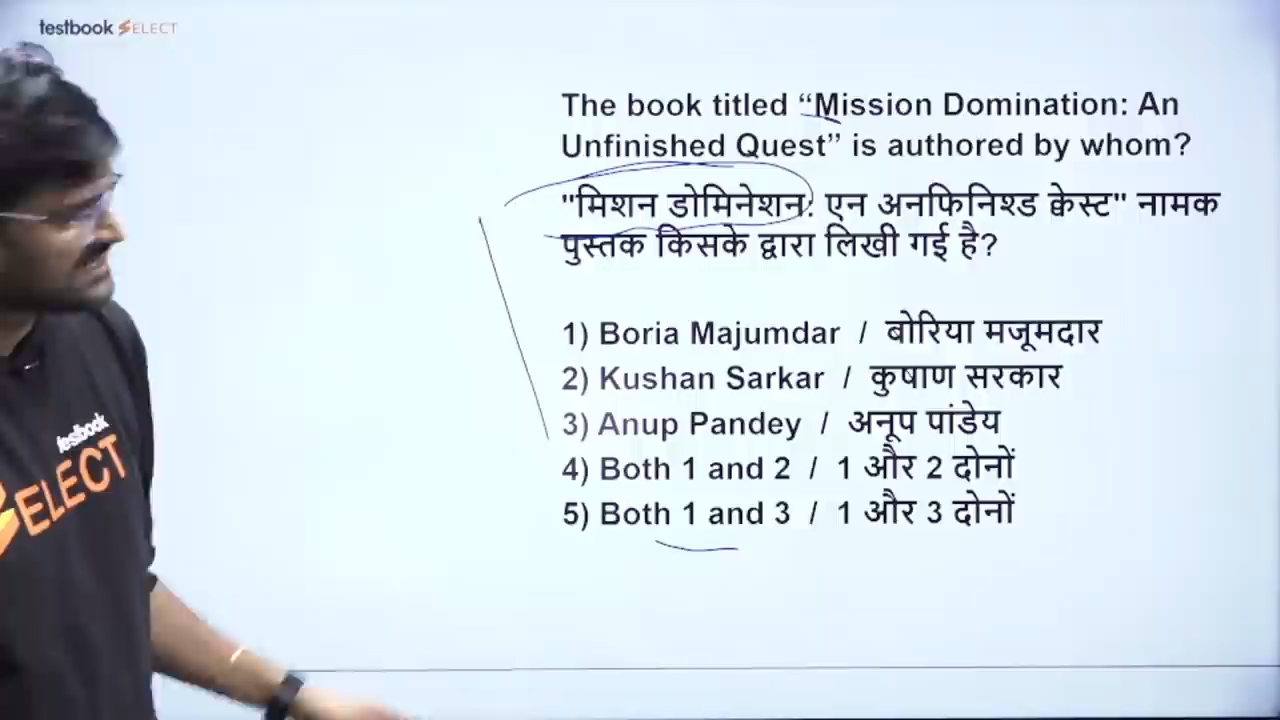 testbook SELECT
The book titled “Mission Domination: An
Unfinished Quest” is authored by whom?
"मिशन डोमिनेशन: एन अनफिनिश्ड क्वेस्ट" नामक
पुस्तक किसके द्वारा लिखी गई है?
1) Boria Majumdar / बोरिया मजूमदार
2) Kushan Sarkar / कुषाण सरकार
3) Anup Pandey / अनूप पांडेय
4) Both 1 and 2 / 1 और 2 दोनों
5) Both 1 and 3 / 1 और 3 दोनों
testbook
SELECT